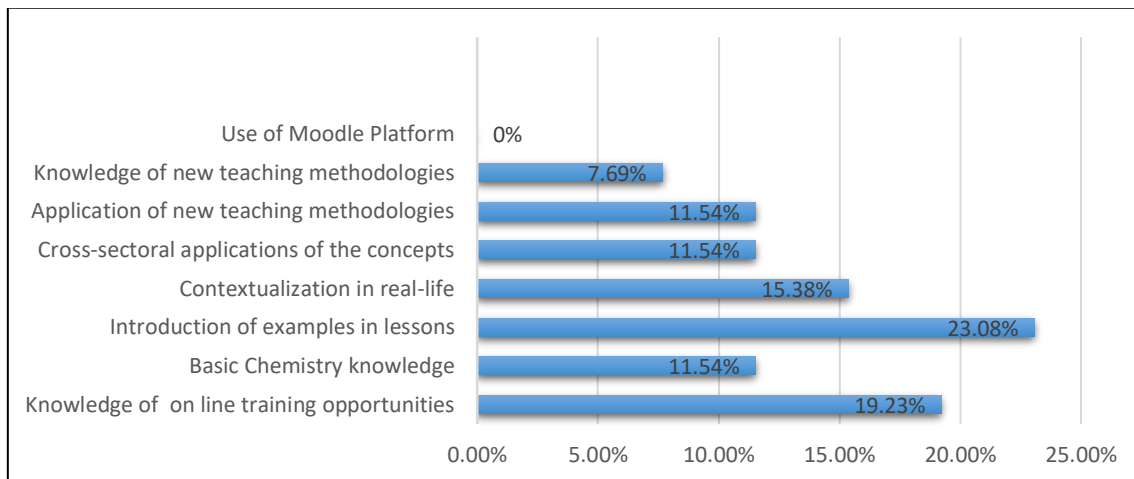 Use of Moodle Platform 0%
Knowledge of new teaching methodologies 7.69%
Application of new teaching methodologies 11.54%
Cross-sectoral applications of the concepts 11.54%
Contextualization in real-life 15.38%
Introduction of examples in lessons 23.08%
Basic Chemistry knowledge 11.54%
Knowledge of on line training opportunities 19.23%
0.00% 5.00% 10.00% 15.00% 20.00% 25.00%